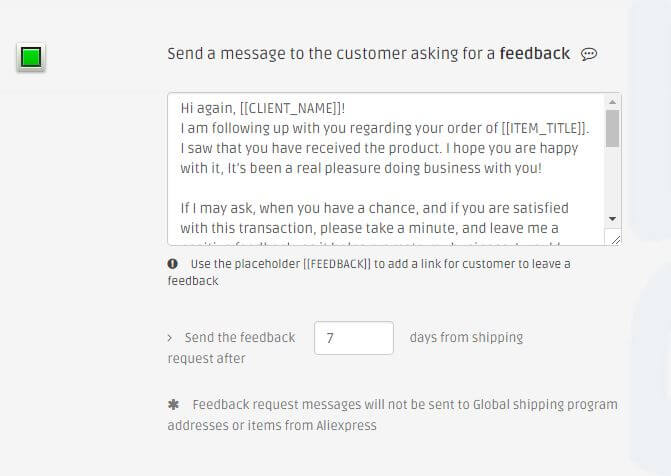 Send a message to the customer asking for a feedback
Hi again, [[CLIENT_NAME]]!
I am following up with you regarding your order of [[ITEM_TITLE]].
I saw that you have received the product. I hope you are happy
with it, It's been a real pleasure doing business with you!
If I may ask, when you have a chance, and if you are satisfied
with this transaction, please take a minute, and leave me a
Use the placeholder [[FEEDBACK]] to add a link for customer to leave a
feedback
Send the feedback 7 days from shipping
request after
Feedback request messages will not be sent to Global shipping program
addresses or items from Aliexpress